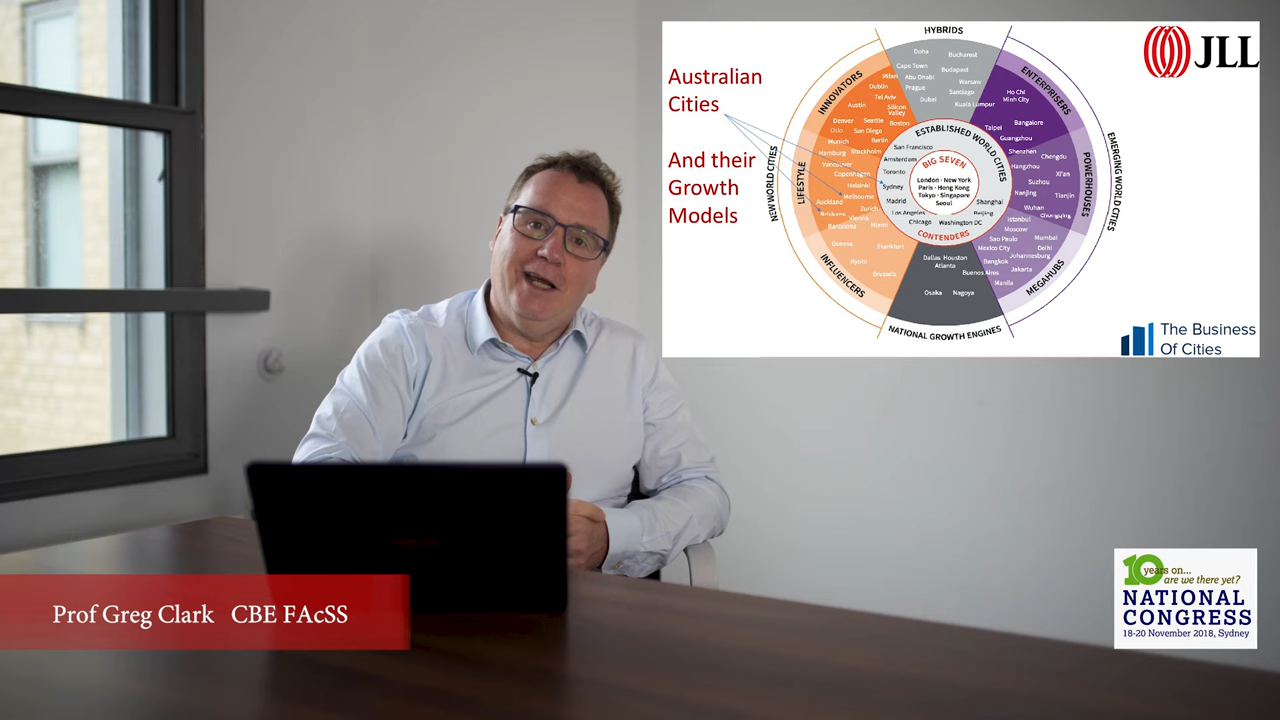 Australian
Cities
And their
Growth
Models
HYBRIDS
Doha
Bucharest
Cape Town
Budapest
Abu Dhabi
Warsaw
Prague
Santiago
Dubai
Kuala Lumpur
INNOVATORS
Milan
Dublin
Tel Aviv
Austin
Silicon
Valley
Denver
Seattle
Boston
Oslo
San Diego
Munich
Berlin
NEW WORLD CITIES
LIFESTYLE
Hamburg
Stockholm
Vancouver
Copenhagen
Helsinki
Melbourne
Auckland
Zurich
Brisbane
Vienna
Barcelona
Miami
INFLUENCERS
Geneva
Frankfurt
Kyoto
Brussels
ESTABLISHED WORLD CITIES
San Francisco
Amsterdam
Toronto
Sydney
Madrid
Los Angeles
Chicago
Washington DC
Beijing
Shanghai
CONTENDERS
BIG SEVEN
London · New York
Paris · Hong Kong
Tokyo · Singapore
Seoul
ENTERPRISERS
Ho Chi
Minh City
Bangalore
Taipei
Guangzhou
EMERGING WORLD CITIES
POWERHOUSES
Shenzhen
Chengdu
Hangzhou
Xi'an
Suzhou
Nanjing
Tianjin
Wuhan
Chongqing
MEGAHUBS
Istanbul
Moscow
Sao Paulo
Mumbai
Mexico City
Delhi
Johannesburg
Bangkok
Jakarta
Buenos Aires
Manila
Dallas Houston
Atlanta
Osaka
Nagoya
NATIONAL GROWTH ENGINES
JLL
The Business
Of Cities
Prof Greg Clark CBE FAcSS
10 years on...
are we there yet?
NATIONAL
CONGRESS
18-20 November 2018, Sydney